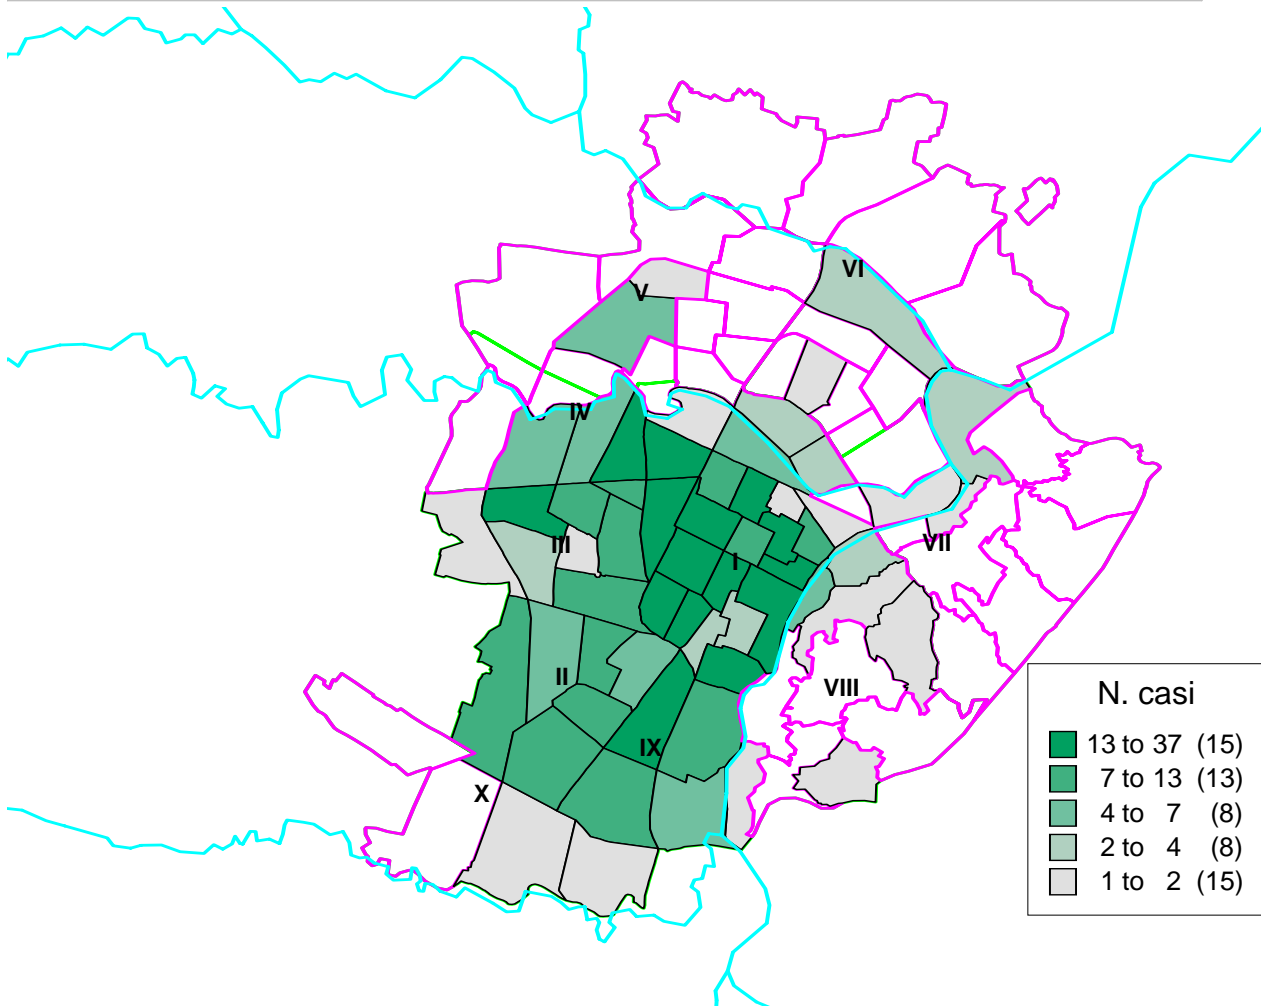 VI
V
IV
III
VII
I
II
VIII
IX
X
N. casi
13 to 37 (15)
7 to 13 (13)
4 to 7 (8)
2 to 4 (8)
1 to 2 (15)